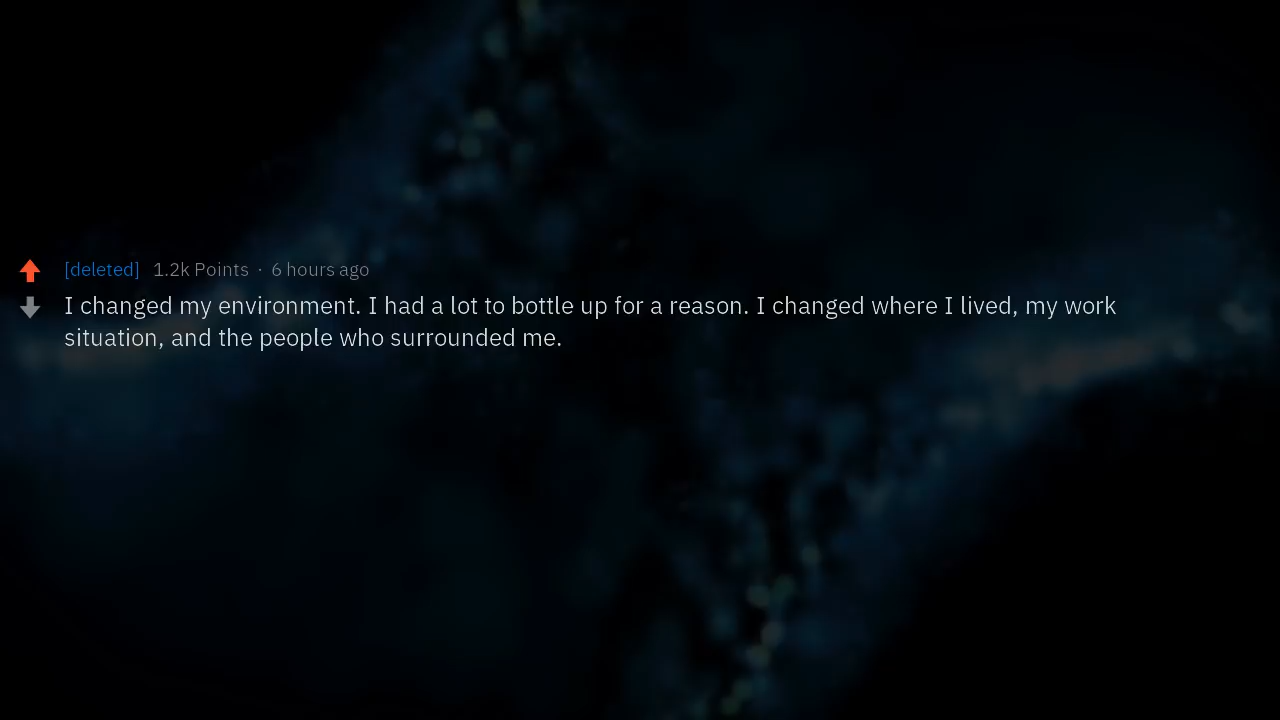 [deleted] 1.2k Points · 6 hours ago
I changed my environment. I had a lot to bottle up for a reason. I changed where I lived, my work
situation, and the people who surrounded me.